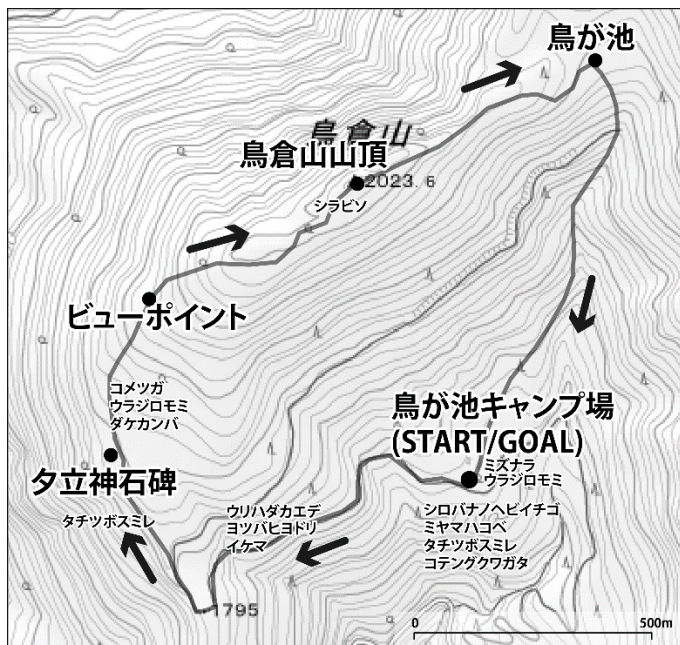 鳥が池
鳥倉山
鳥倉山山頂
2023.6
シラビソ
ビューポイント
コメツガ
ウラジロモミ
ダケカンバ
鳥が池キャンプ場
(START/GOAL)
ミズナラ
ウラジロモミ
夕立神石碑
シロバナノヘビイチゴ
ミヤマハコベ
タチツボスミレ
コテングクワガタ
タチツボスミレ
ウリハダカエデ
ヨツバヒヨドリ
イケマ
1795
0
500m